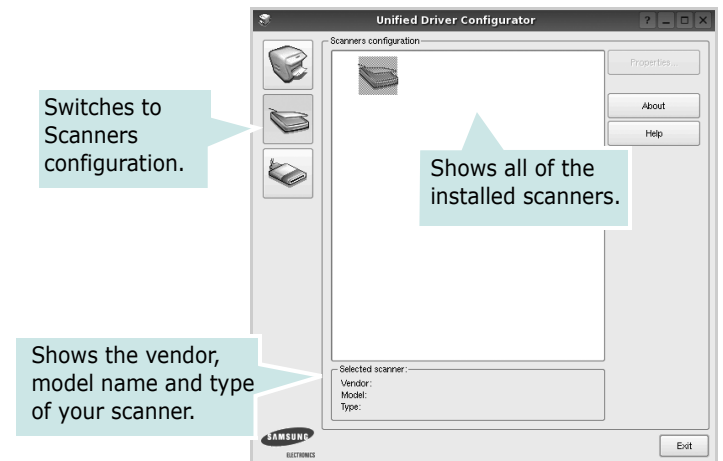 Unified Driver Configurator
Scanners configuration
Properties...
About
Help
Switches to
Scanners
configuration.
Shows all of the
installed scanners.
Shows the vendor,
model name and type
of your scanner.
Selected scanner:
Vendor:
Model:
Type:
SAMSUNG
ELECTRONICS
Exit